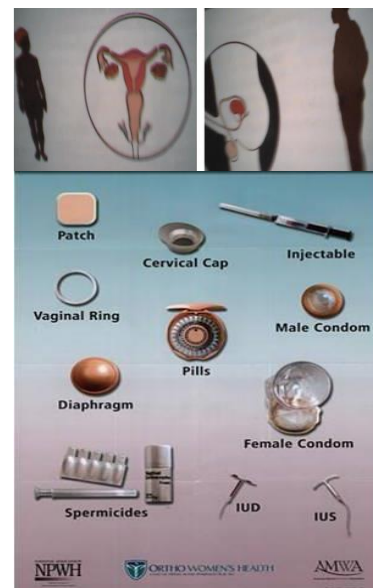 Patch
Cervical Cap
Injectable
Vaginal Ring
Male Condom
Pills
Diaphragm
Female Condom
Spermicides
IUD
IUS
NPWH
ORTHO WOMEN'S HEALTH
AMWA